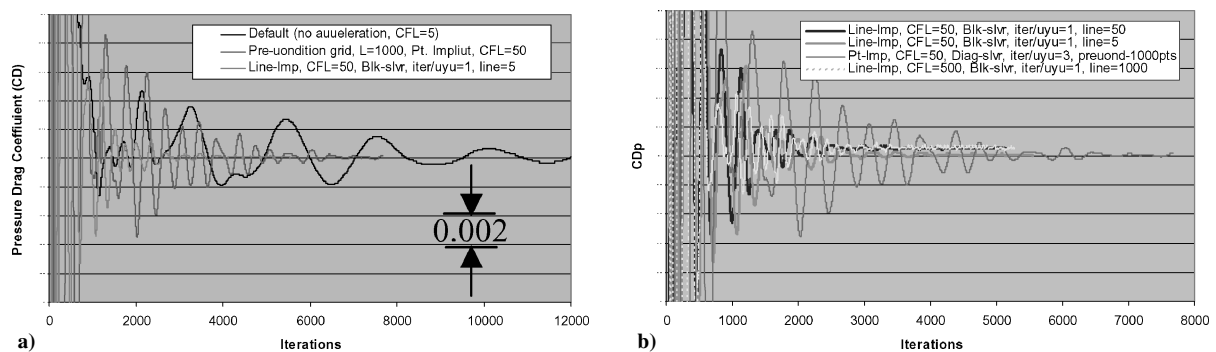 Default (no auueleration, CFL=5)
Pre-uondition grid, L=1000, Pt. Impliut, CFL=50
Line-Imp, CFL=50, Blk-slvr, iter/uyu=1, line=5
Pressure Drag Coeffiuient (CD)
0.002
0 2000 4000 6000 8000 10000 12000
a) Iterations
Line-Imp, CFL=50, Blk-slvr, iter/uyu=1, line=50
Line-Imp, CFL=50, Blk-slvr, iter/uyu=1, line=5
Pt-Imp, CFL=50, Diag-slvr, iter/uyu=3, preuond-1000pts
Line-Imp, CFL=500, Blk-slvr, iter/uyu=1, line=1000
CDp
0 1000 2000 3000 4000 5000 6000 7000 8000
b) Iterations